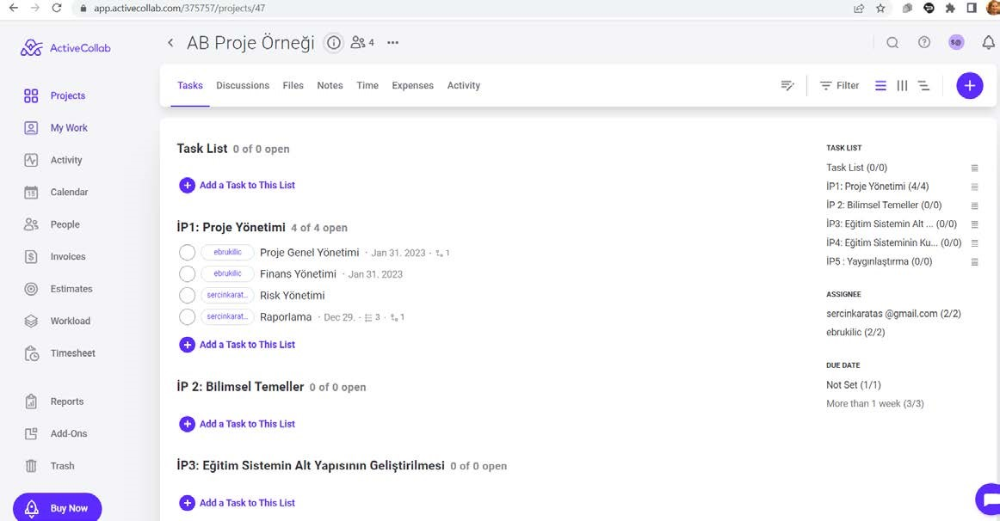 app.activecollab.com/375757/projects/47
ActiveCollab
AB Proje Örneği 4
S@
Projects
My Work
Activity
15 Calendar
People
Invoices
Estimates
Workload
Timesheet
Reports
Add-Ons
Trash
Buy Now
Tasks Discussions Files Notes Time Expenses Activity
Filter
Task List 0 of 0 open
Add a Task to This List
İP1: Proje Yönetimi 4 of 4 open
ebrukilic Proje Genel Yönetimi · Jan 31. 2023 · 1
ebrukilic Finans Yönetimi · Jan 31. 2023
sercinkarat... Risk Yönetimi
sercinkarat... Raporlama · Dec 29. · 3 · 1
Add a Task to This List
İP 2: Bilimsel Temeller 0 of 0 open
Add a Task to This List
İP3: Eğitim Sistemin Alt Yapısının Geliştirilmesi 0 of 0 open
Add a Task to This List
TASK LIST
Task List (0/0)
İP1: Proje Yönetimi (4/4)
İP 2: Bilimsel Temeller (0/0)
İP3: Eğitim Sistemin Alt ... (0/0)
İP4: Eğitim Sisteminin Ku... (0/0)
İP5 : Yaygınlaştırma (0/0)
ASSIGNEE
sercinkaratas @gmail.com (2/2)
ebrukilic (2/2)
DUE DATE
Not Set (1/1)
More than 1 week (3/3)